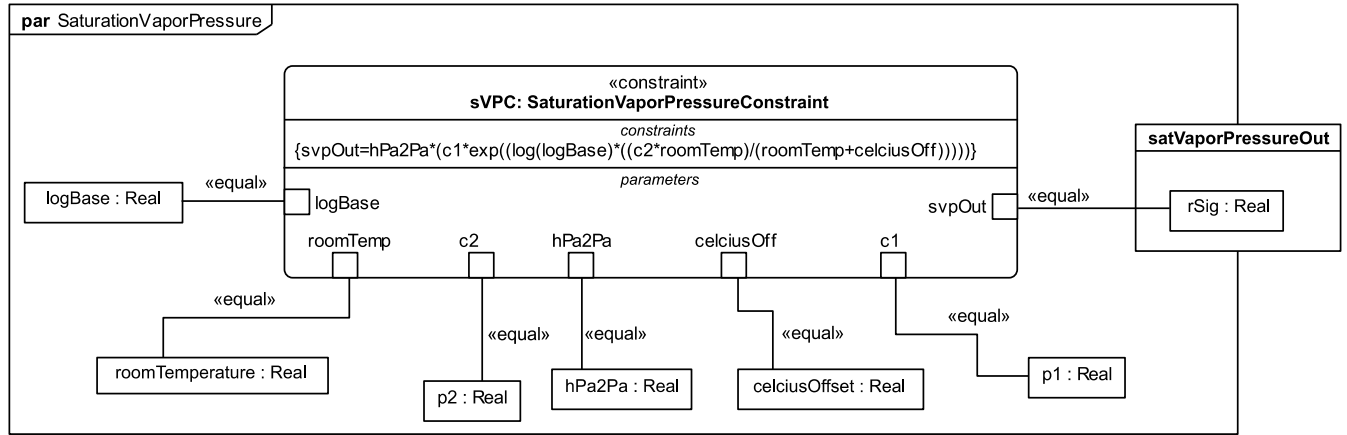 par SaturationVaporPressure
«constraint»
sVPC: SaturationVaporPressureConstraint
constraints
{svpOut=hPa2Pa*(c1*exp((log(logBase)*((c2*roomTemp)/(roomTemp+celciusOff)))))}
parameters
satVaporPressureOut
logBase : Real
«equal»
logBase
svpOut
«equal»
rSig : Real
roomTemp
c2
hPa2Pa
celciusOff
c1
«equal»
«equal»
«equal»
«equal»
«equal»
roomTemperature : Real
p2 : Real
hPa2Pa : Real
celciusOffset : Real
p1 : Real